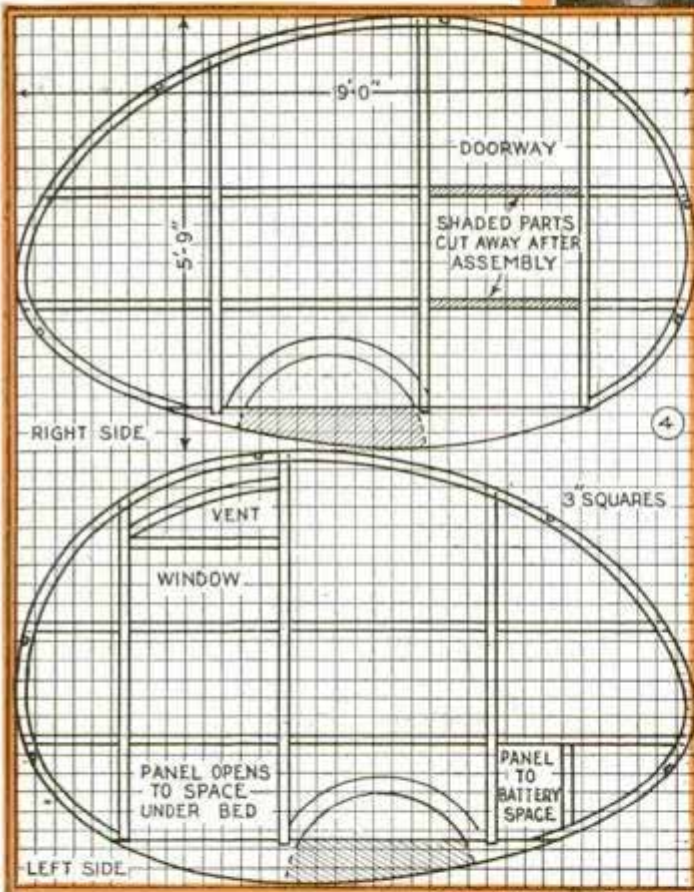 9'-0"
DOORWAY
5'-9"
SHADED PARTS
CUT AWAY AFTER
ASSEMBLY
RIGHT SIDE
4
3" SQUARES
VENT
WINDOW
PANEL OPENS
TO SPACE
UNDER BED
PANEL
TO
BATTERY
SPACE
LEFT SIDE